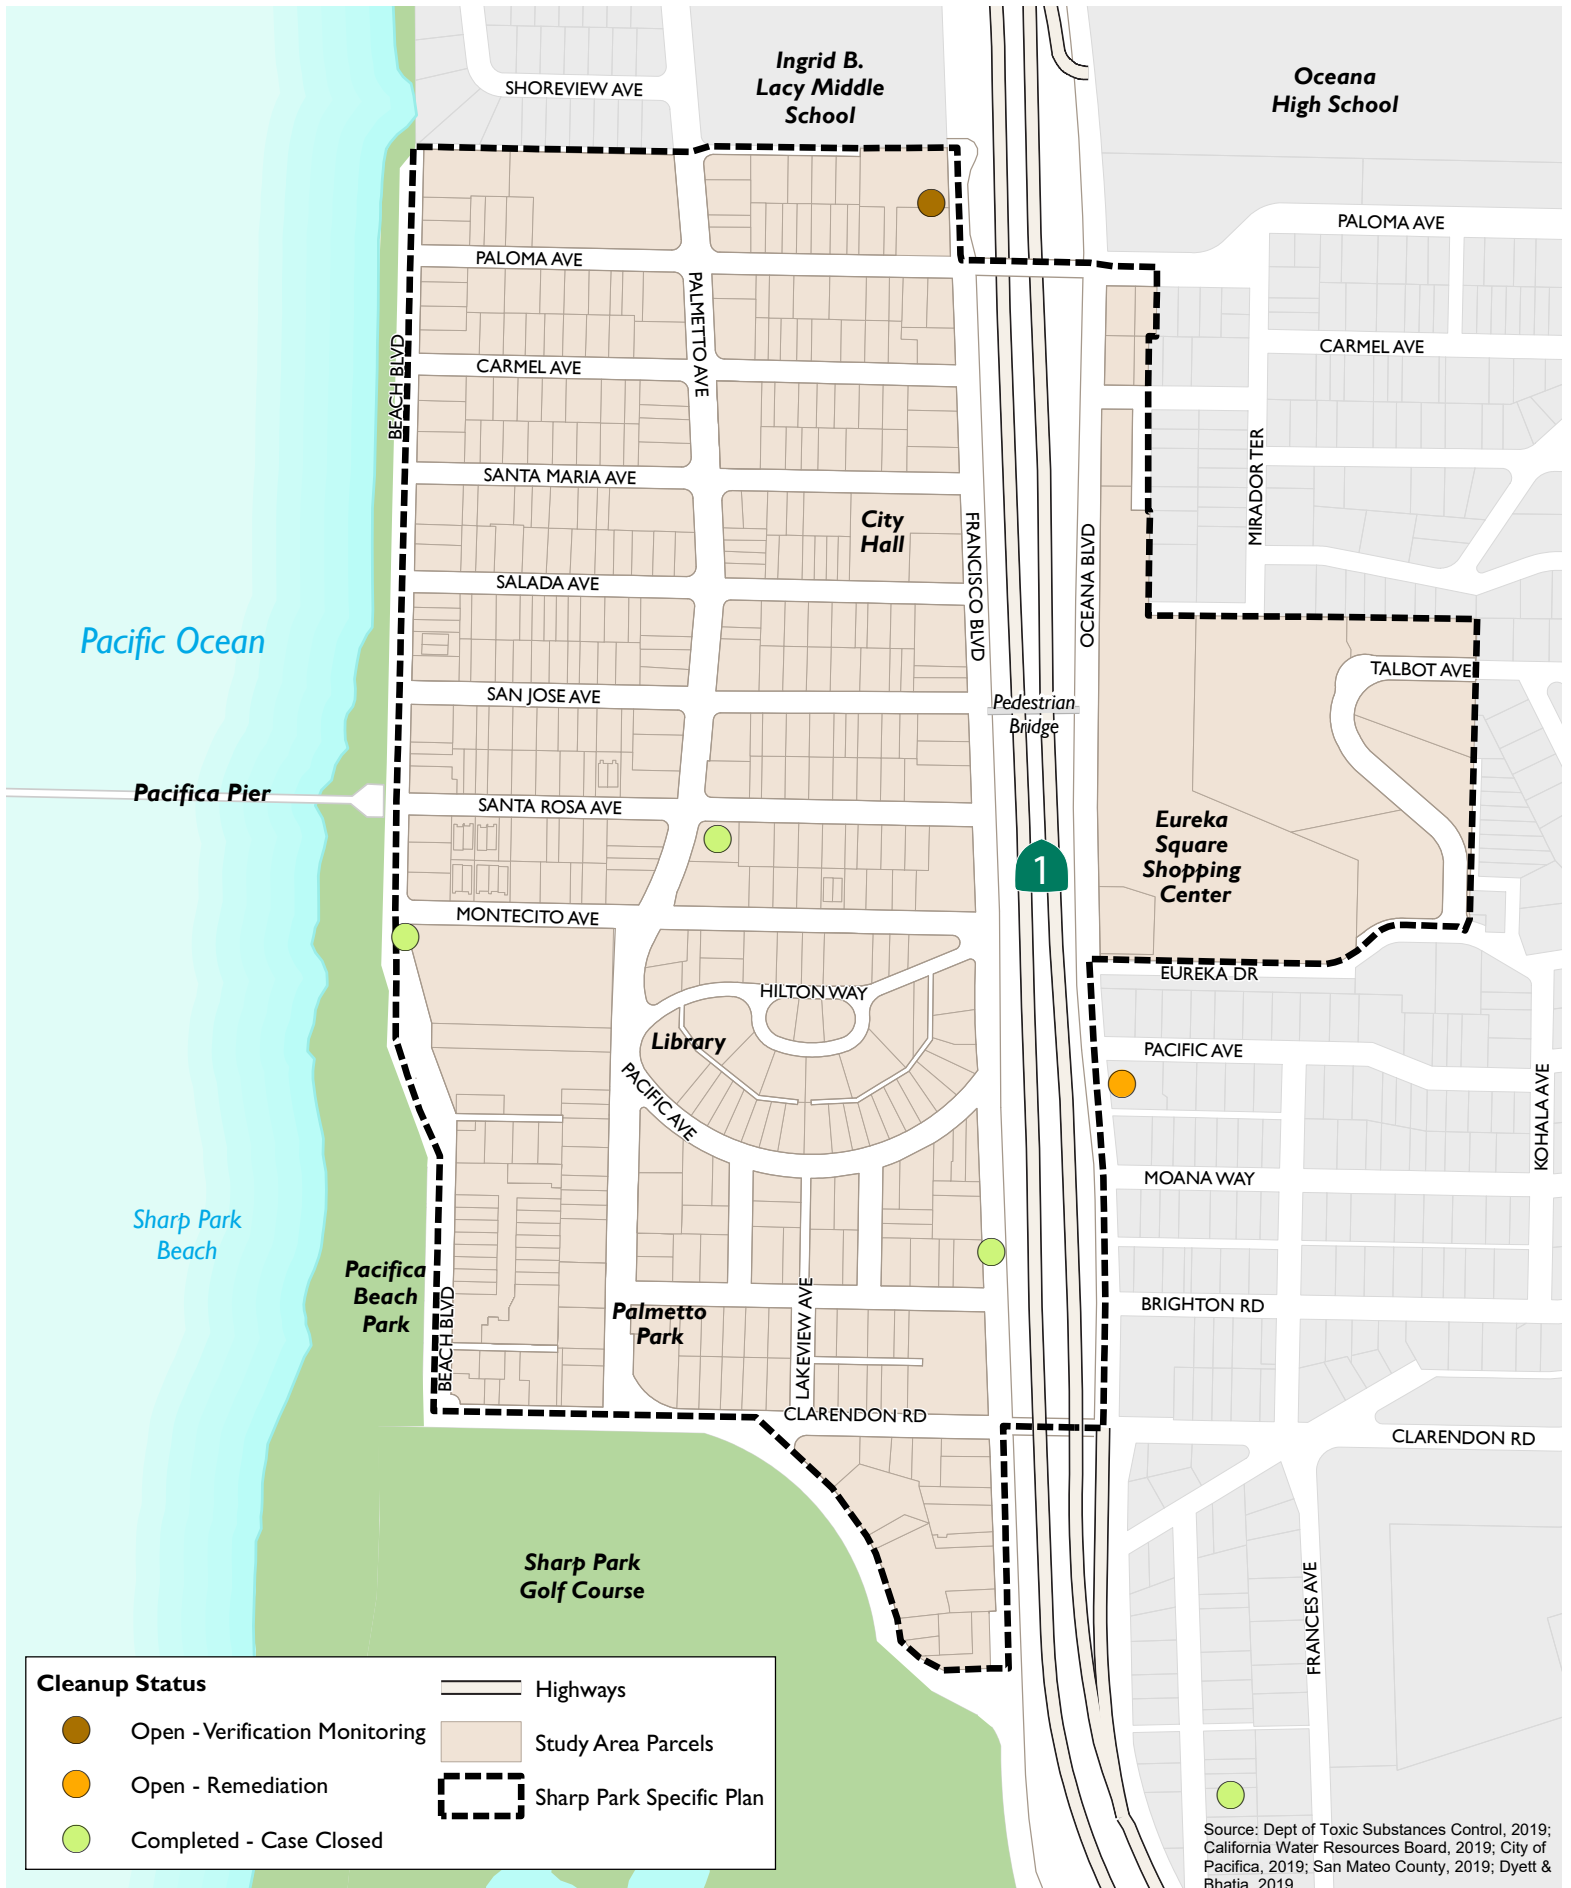 Ingrid B.
Lacy Middle
School
Oceana
High School
SHOREVIEW AVE
PALOMA AVE
PALOMA AVE
PALMETTO AVE
BEACH BLVD
CARMEL AVE
CARMEL AVE
MIRADOR TER
SANTA MARIA AVE
City
Hall
FRANCISCO BLVD
OCEANA BLVD
SALADA AVE
Pacific Ocean
TALBOT AVE
SAN JOSE AVE
Pedestrian
Bridge
Pacifica Pier
SANTA ROSA AVE
Eureka
Square
Shopping
Center
1
MONTECITO AVE
EUREKA DR
HILTON WAY
Library
PACIFIC AVE
PACIFIC AVE
KOHALA AVE
MOANA WAY
Sharp Park
Beach
Pacifica
Beach
Park
BEACH BLVD
Palmetto
Park
LAKEVIEW AVE
BRIGHTON RD
CLARENDON RD
CLARENDON RD
Sharp Park
Golf Course
FRANCES AVE
Cleanup Status
Open - Verification Monitoring
Open - Remediation
Completed - Case Closed
Highways
Study Area Parcels
Sharp Park Specific Plan
Source: Dept of Toxic Substances Control, 2019;
California Water Resources Board, 2019; City of
Pacifica, 2019; San Mateo County, 2019; Dyett &
Bhatia, 2019